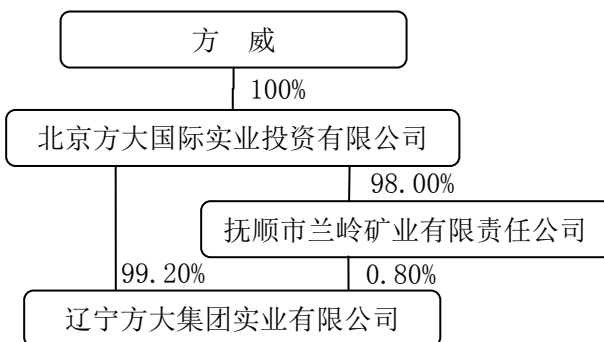 方 威
100%
北京方大国际实业投资有限公司
98.00%
抚顺市兰岭矿业有限责任公司
99.20% 0.80%
辽宁方大集团实业有限公司